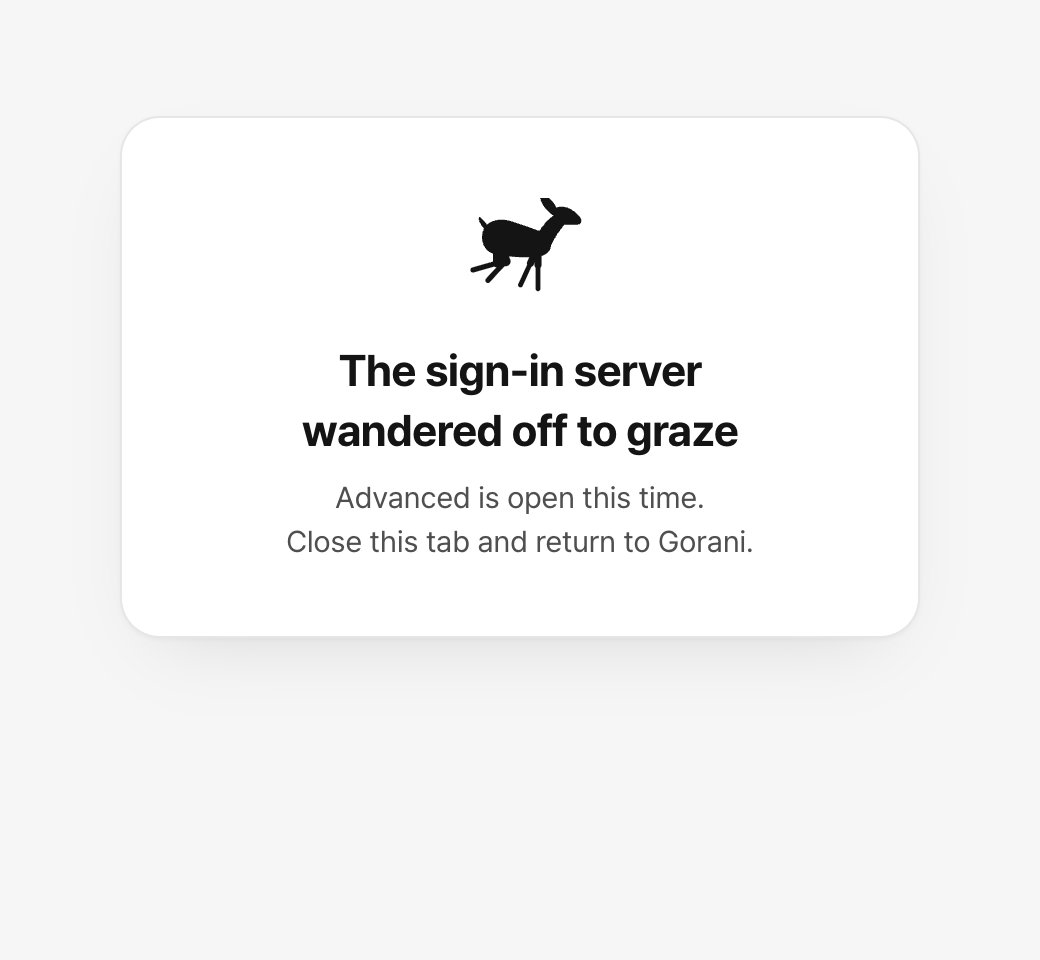 The sign-in server
wandered off to graze
Advanced is open this time.
Close this tab and return to Gorani.